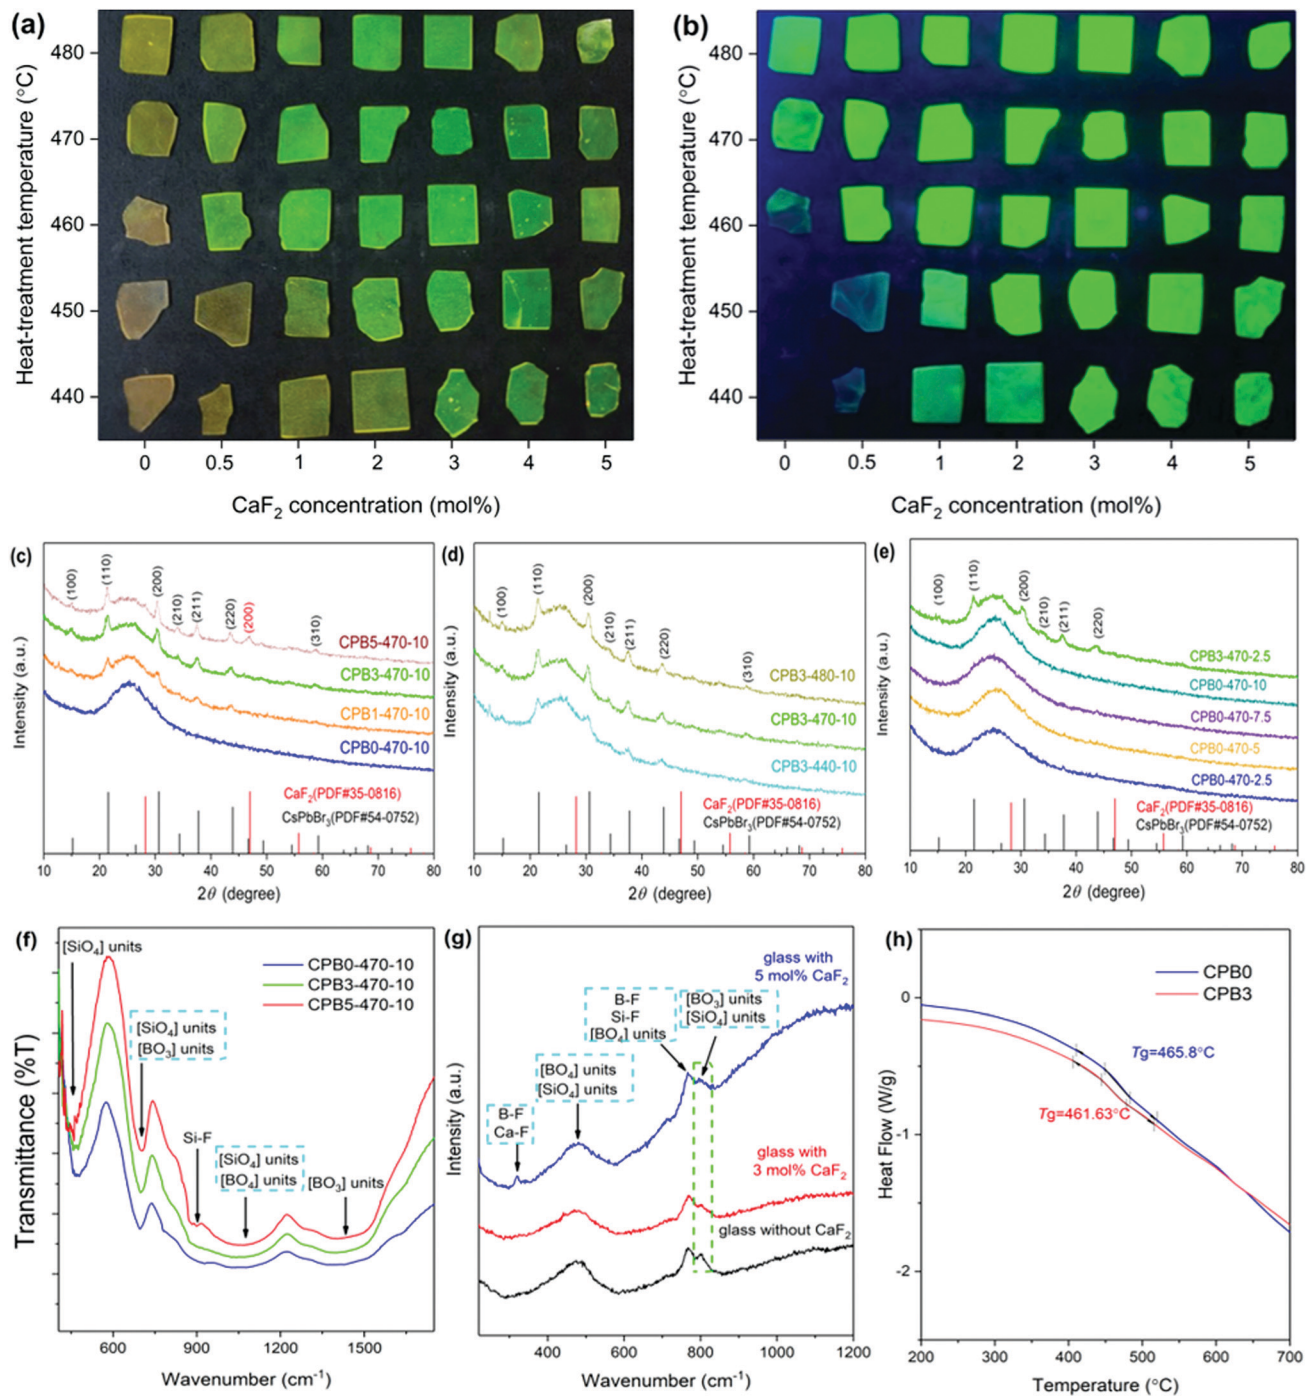 (a)
Heat-treatment temperature (°C)
480
470
460
450
440
0 0.5 1 2 3 4 5
CaF2 concentration (mol%)
(b)
Heat-treatment temperature (°C)
480
470
460
450
440
0 0.5 1 2 3 4 5
CaF2 concentration (mol%)
(c)
Intensity (a.u.)
(100) (110) (200) (210) (211) (220) (200) (310)
CPB5-470-10
CPB3-470-10
CPB1-470-10
CPB0-470-10
CaF2(PDF#35-0816)
CsPbBr3(PDF#54-0752)
10 20 30 40 50 60 70 80
2θ (degree)
(d)
Intensity (a.u.)
(100) (110) (200) (210) (211) (220) (310)
CPB3-480-10
CPB3-470-10
CPB3-440-10
CaF2(PDF#35-0816)
CsPbBr3(PDF#54-0752)
10 20 30 40 50 60 70 80
2θ (degree)
(e)
Intensity (a.u.)
(100) (110) (200) (210) (211) (220)
CPB3-470-2.5
CPB0-470-10
CPB0-470-7.5
CPB0-470-5
CPB0-470-2.5
CaF2(PDF#35-0816)
CsPbBr3(PDF#54-0752)
10 20 30 40 50 60 70 80
2θ (degree)
(f)
Transmittance (%T)
[SiO4] units
CPB0-470-10
CPB3-470-10
CPB5-470-10
[SiO4] units
[BO3] units
Si-F
[SiO4] units
[BO4] units
[BO3] units
600 900 1200 1500
Wavenumber (cm-1)
(g)
Intensity (a.u.)
glass with
5 mol% CaF2
B-F
Si-F
[BO4] units
[BO3] units
[SiO4] units
[BO4] units
[SiO4] units
B-F
Ca-F
glass with
3 mol% CaF2
glass without CaF2
400 600 800 1000 1200
Wavenumber (cm-1)
(h)
Heat Flow (W/g)
CPB0
CPB3
0
-1
-2
Tg=465.8°C
Tg=461.63°C
200 300 400 500 600 700
Temperature (°C)